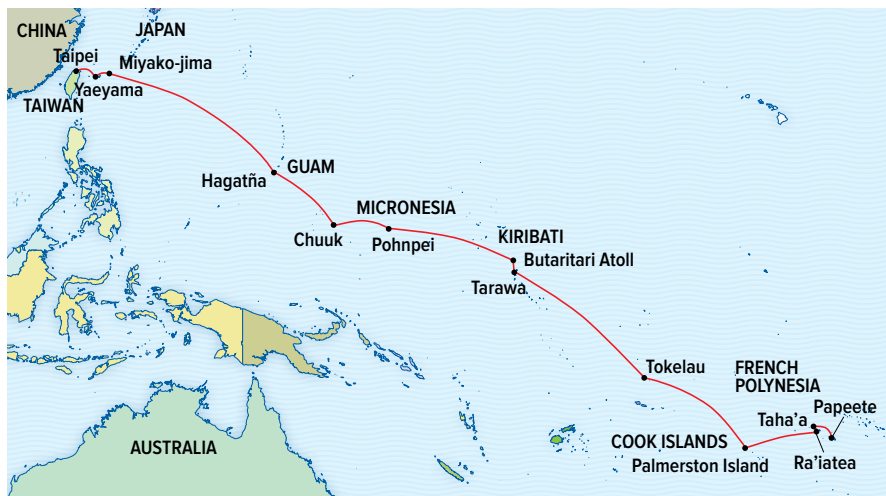 CHINA
JAPAN
Taipei
Miyako-jima
Yaeyama
TAIWAN
GUAM
Hagatña
MICRONESIA
Chuuk
Pohnpei
KIRIBATI
Butaritari Atoll
Tarawa
Tokelau
FRENCH
POLYNESIA
Papeete
Taha’a
COOK ISLANDS
Palmerston Island
Ra’iatea
AUSTRALIA